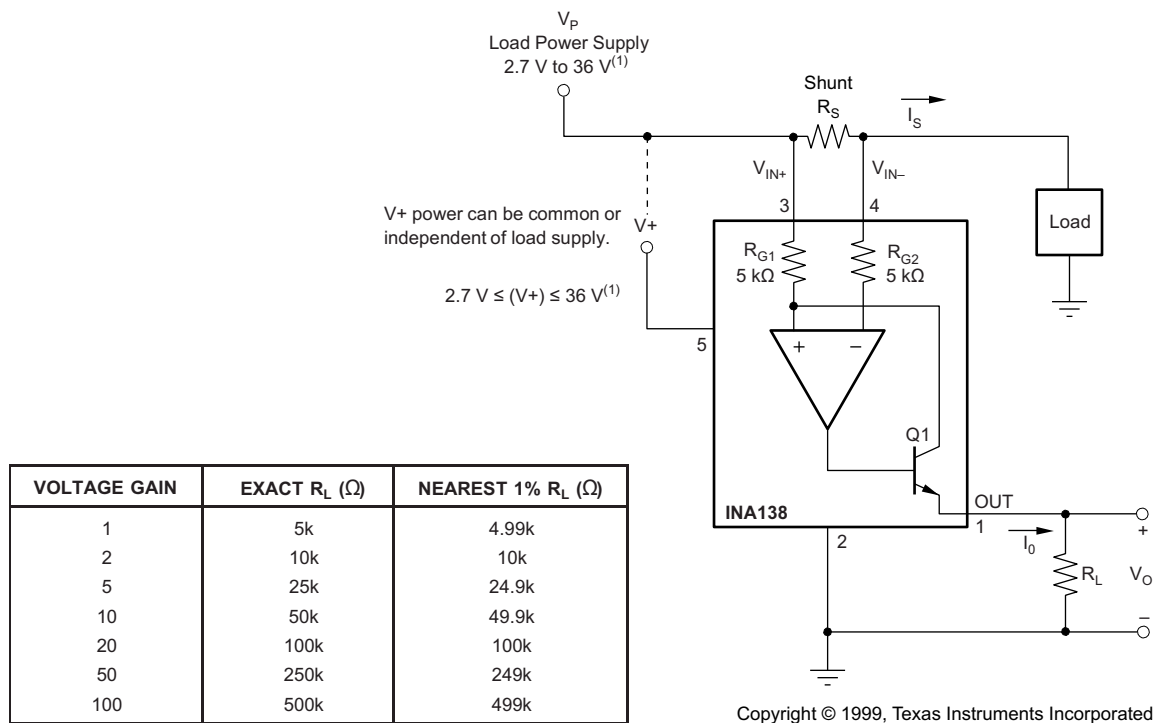 V_P
Load Power Supply
2.7 V to 36 V(1)
Shunt
R_S
I_S
V_IN+
V_IN–
3
4
V+ power can be common or
independent of load supply.
V+
Load
R_G1
5 kΩ
R_G2
5 kΩ
2.7 V ≤ (V+) ≤ 36 V(1)
5
+
–
Q1
INA138
OUT
1
2
I_0
+
R_L
V_O
–
VOLTAGE GAIN EXACT R_L (Ω) NEAREST 1% R_L (Ω)
1 5k 4.99k
2 10k 10k
5 25k 24.9k
10 50k 49.9k
20 100k 100k
50 250k 249k
100 500k 499k
Copyright © 1999, Texas Instruments Incorporated